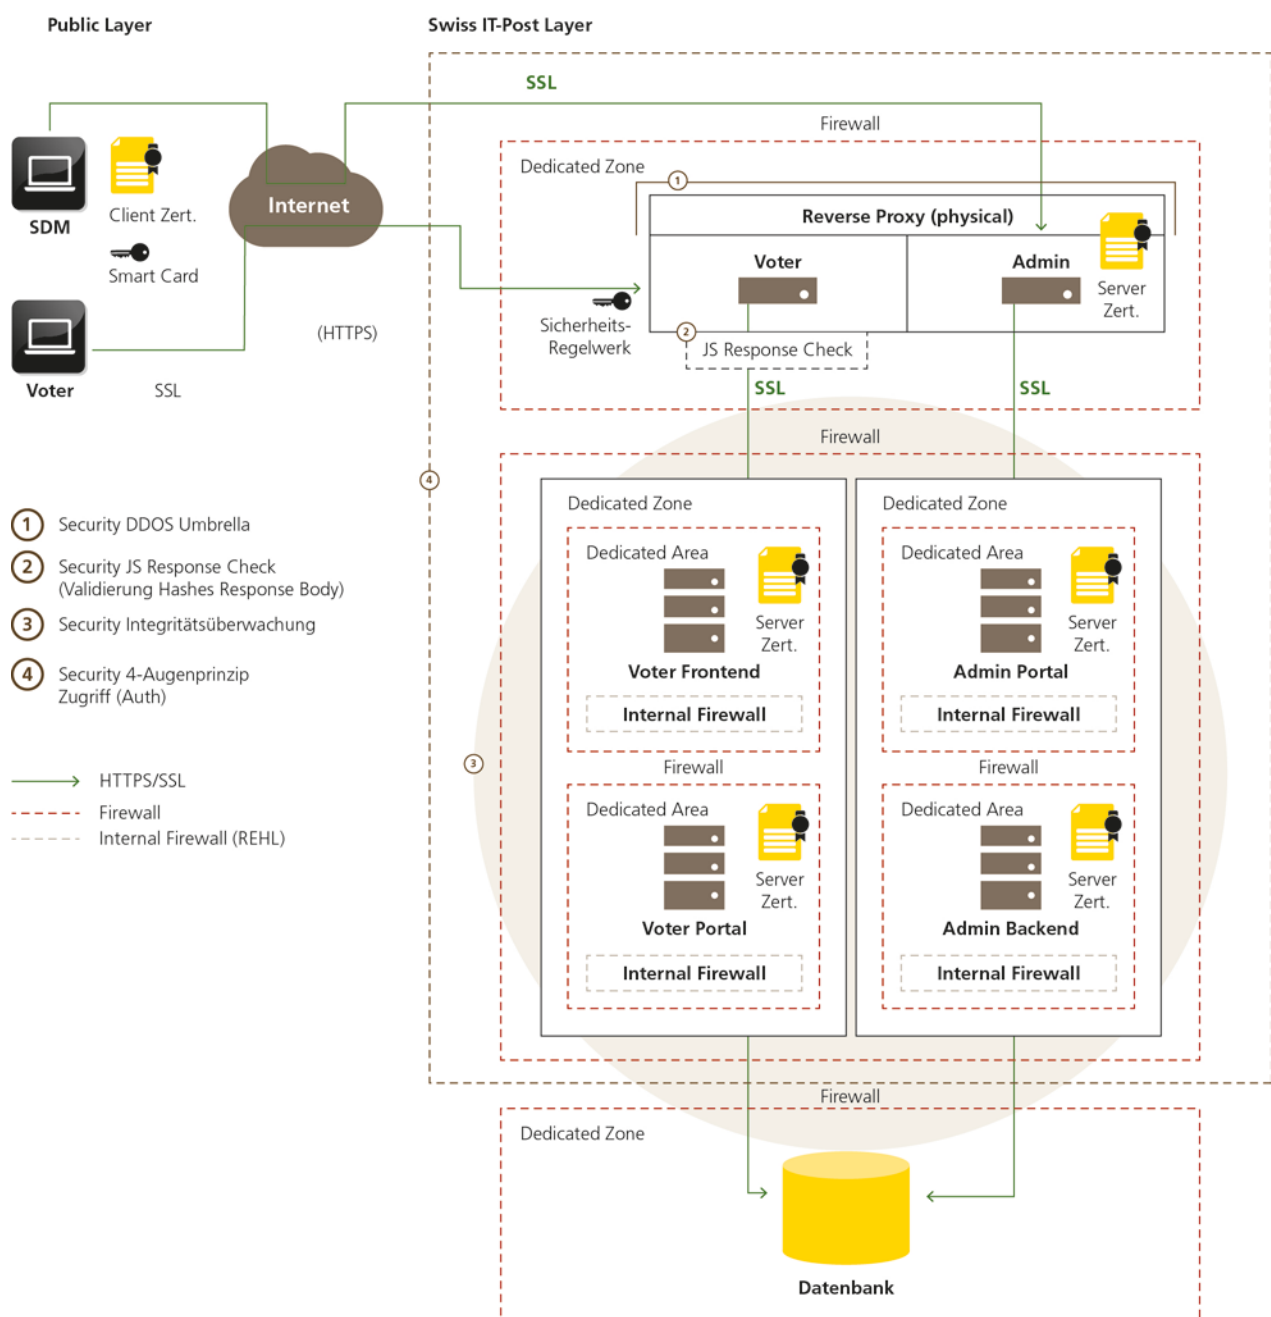 Public Layer
Swiss IT-Post Layer
SSL
Firewall
Dedicated Zone
1
SDM
Client Zert.
Smart Card
Internet
Reverse Proxy (physical)
Voter
Admin
Server
Zert.
Sicherheits-
Regelwerk
2
JS Response Check
(HTTPS)
Voter
SSL
SSL
SSL
Firewall
4
1 Security DDOS Umbrella
2 Security JS Response Check
(Validierung Hashes Response Body)
3 Security Integritätsüberwachung
4 Security 4-Augenprinzip
Zugriff (Auth)
HTTPS/SSL
Firewall
Internal Firewall (REHL)
3
Dedicated Zone
Dedicated Area
Server
Zert.
Voter Frontend
Internal Firewall
Firewall
Dedicated Area
Server
Zert.
Voter Portal
Internal Firewall
Dedicated Zone
Dedicated Area
Server
Zert.
Admin Portal
Internal Firewall
Firewall
Dedicated Area
Server
Zert.
Admin Backend
Internal Firewall
Firewall
Dedicated Zone
Datenbank